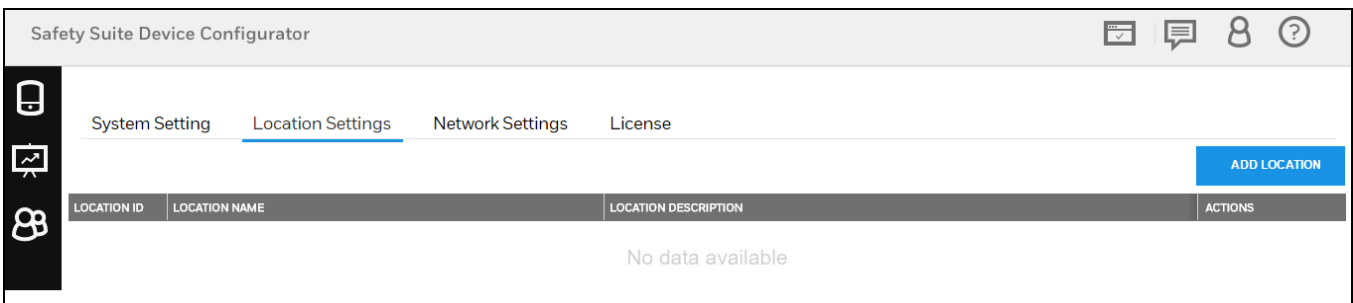 Safety Suite Device Configurator
System Setting Location Settings Network Settings License
ADD LOCATION
LOCATION ID LOCATION NAME LOCATION DESCRIPTION ACTIONS
No data available